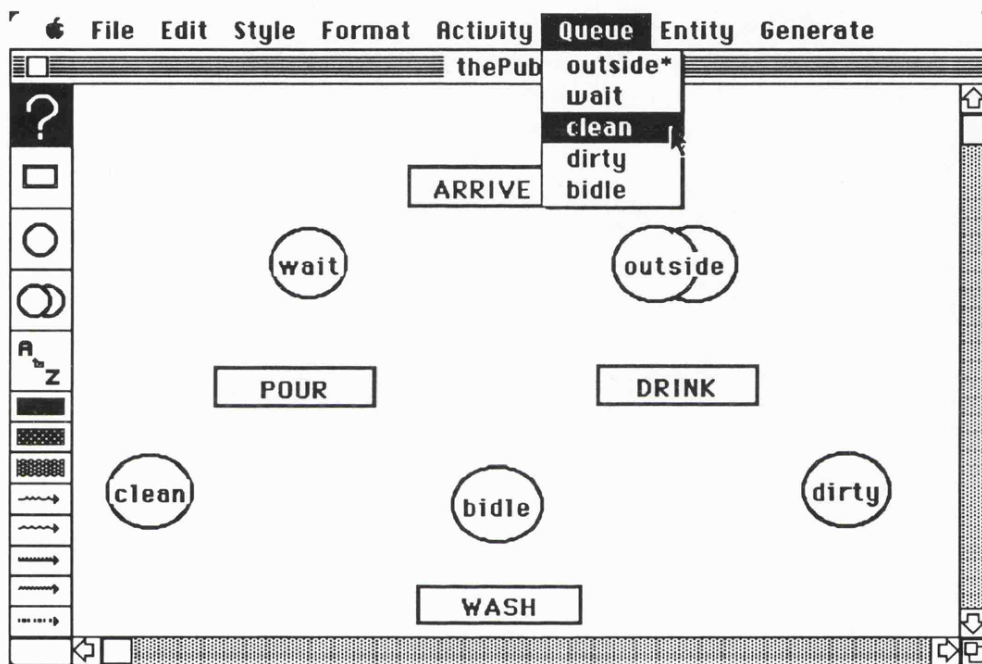 File Edit Style Format Activity Queue Entity Generate
thePub
outside*
wait
clean
dirty
bidle
ARRIVE
wait
outside
A to Z
POUR
DRINK
clean
bidle
dirty
WASH